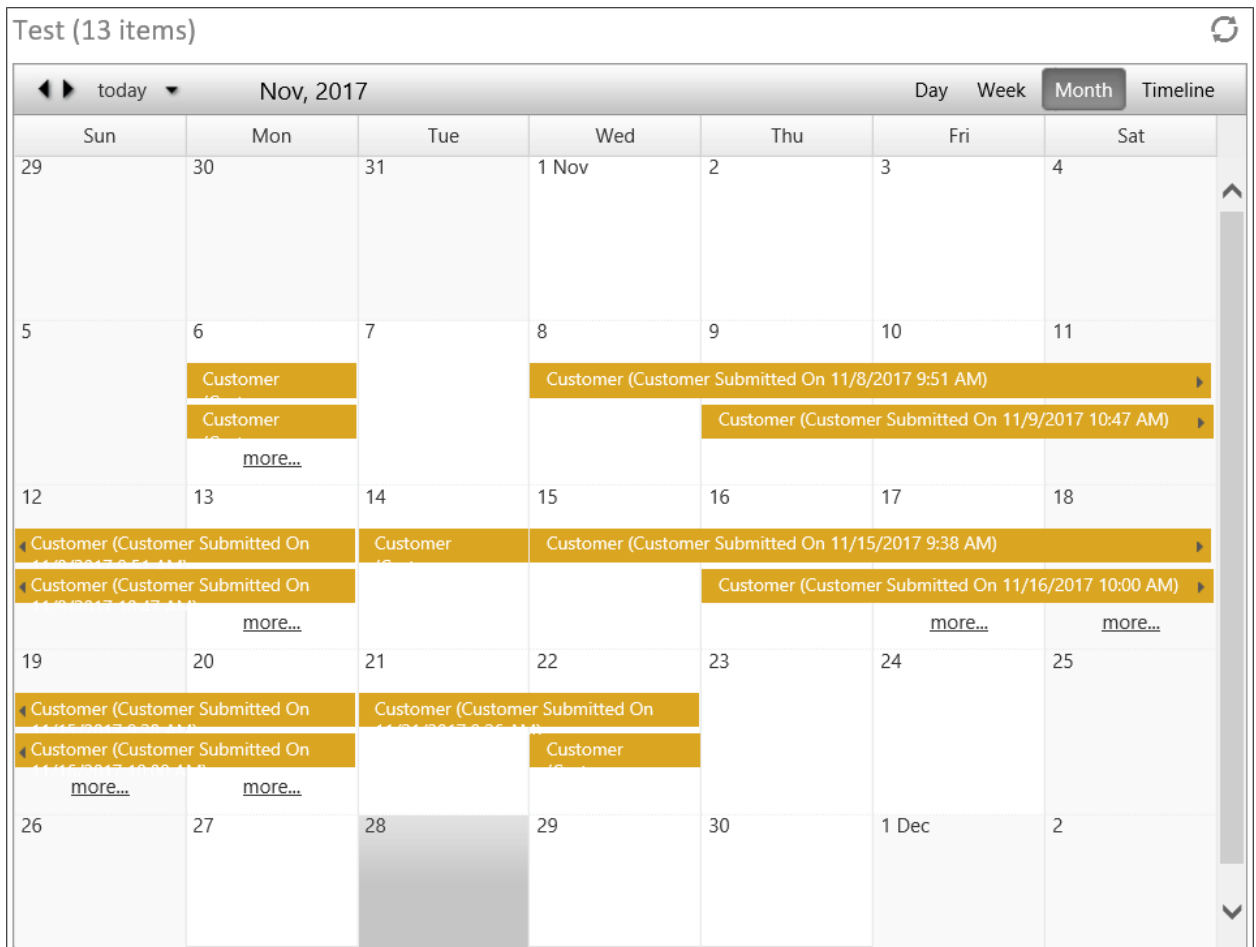 Test (13 items)
today Nov, 2017 Day Week Month Timeline
Sun Mon Tue Wed Thu Fri Sat
29 30 31 1 Nov 2 3 4
5 6 7 8 9 10 11
Customer Customer (Customer Submitted On 11/8/2017 9:51 AM)
Customer Customer (Customer Submitted On 11/9/2017 10:47 AM)
more...
12 13 14 15 16 17 18
Customer (Customer Submitted On Customer Customer (Customer Submitted On 11/15/2017 9:38 AM)
Customer (Customer Submitted On Customer (Customer Submitted On 11/16/2017 10:00 AM)
more... more... more...
19 20 21 22 23 24 25
Customer (Customer Submitted On Customer (Customer Submitted On
Customer (Customer Submitted On Customer
more... more...
26 27 28 29 30 1 Dec 2